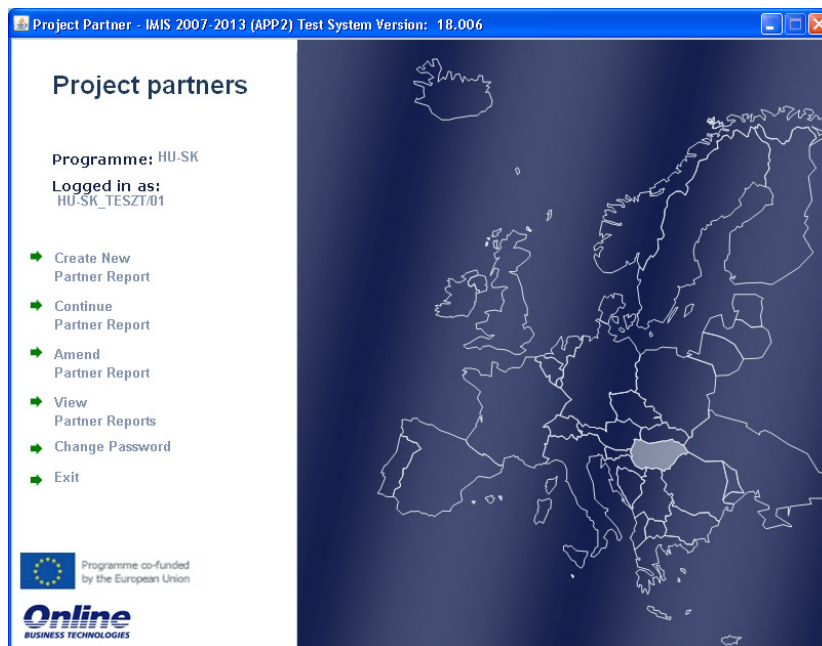 Project Partner - IMIS 2007-2013 (APP2) Test System Version: 18.006
Project partners
Programme: HU-SK
Logged in as:
HU-SK_TESZT/01
Create New
Partner Report
Continue
Partner Report
Amend
Partner Report
View
Partner Reports
Change Password
Exit
Programme co-funded
by the European Union
Online
BUSINESS TECHNOLOGIES